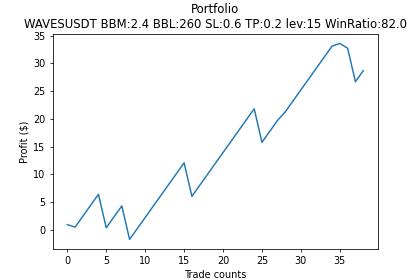 Portfolio
WAVESUSDT BBM:2.4 BBL:260 SL:0.6 TP:0.2 lev:15 WinRatio:82.0
35
30
25
20
15
10
5
0
Profit ($)
0 5 10 15 20 25 30 35
Trade counts